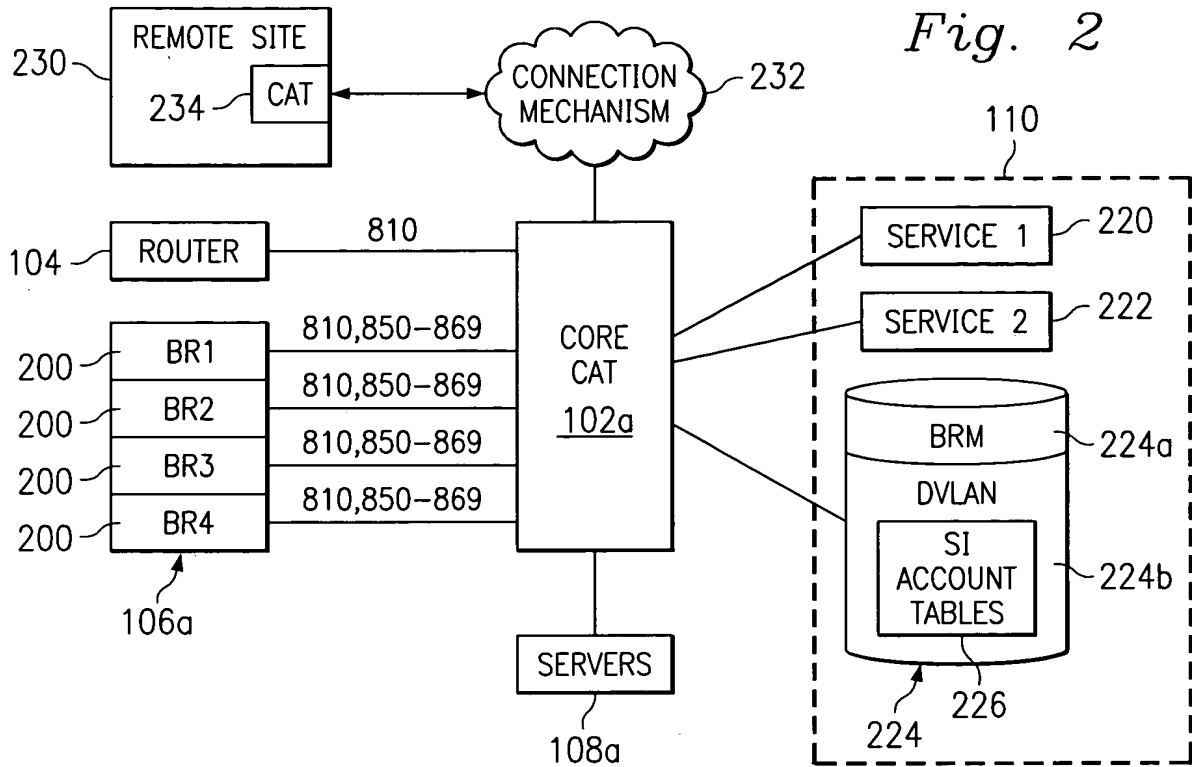 Fig. 2
REMOTE SITE
230
234
CAT
CONNECTION
MECHANISM
232
110
104
ROUTER
810
SERVICE 1
220
SERVICE 2
222
200
BR1
810,850-869
200
BR2
810,850-869
200
BR3
810,850-869
200
BR4
810,850-869
106a
CORE
CAT
102a
BRM
224a
DVLAN
SI
ACCOUNT
TABLES
224b
226
224
SERVERS
108a